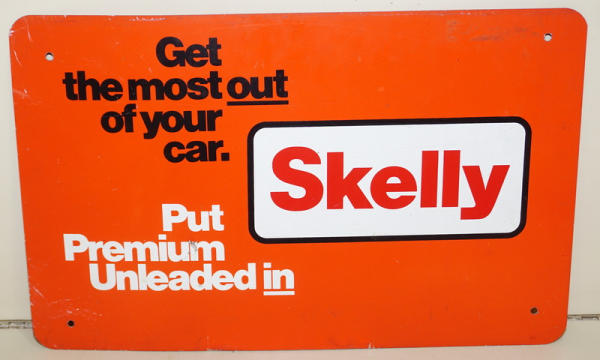 Get
the most out
of your
car.
Put
Premium
Unleaded in
Skelly